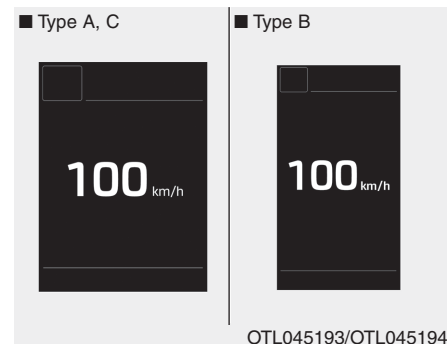 ■ Type A, C
100 km/h
■ Type B
100 km/h
OTL045193/OTL045194